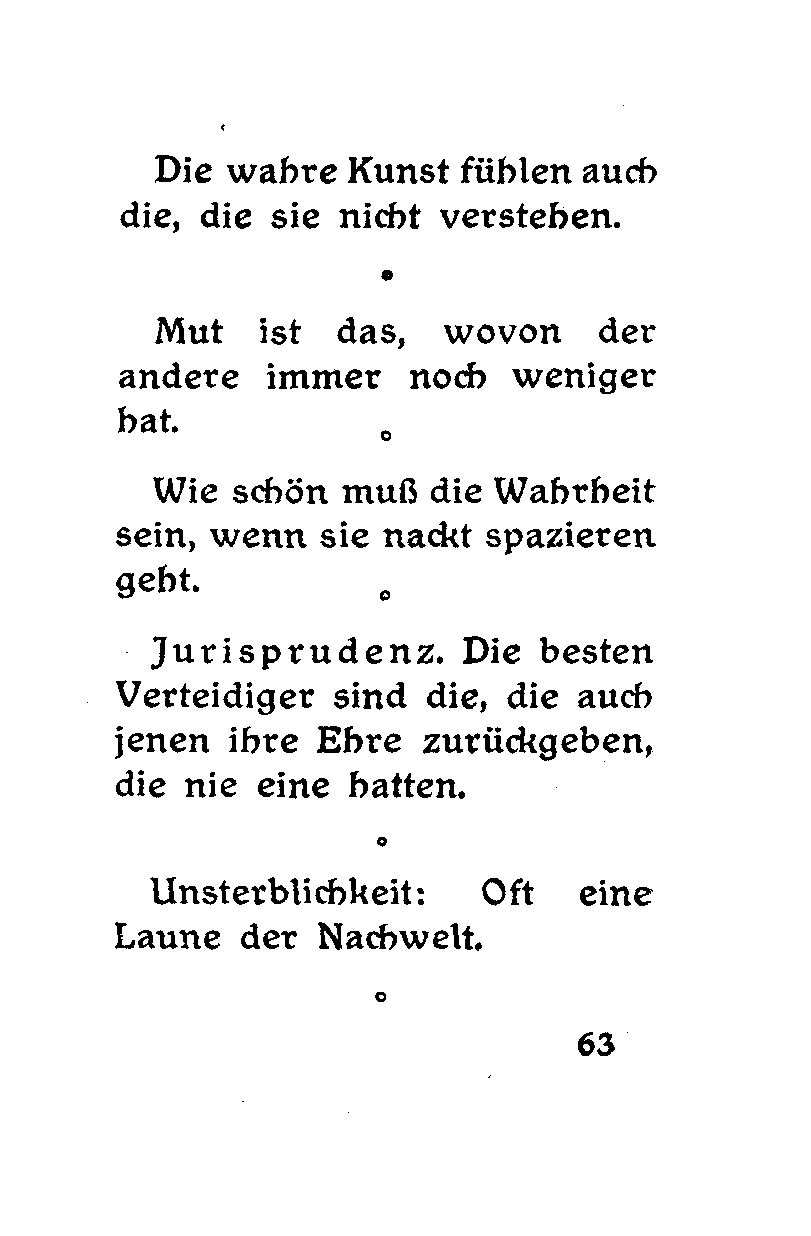 Die wahre Kunst fühlen auch
die, die sie nicht verstehen.
Mut ist das, wovon der
andere immer noch weniger
hat.
Wie schön muß die Wahrheit
sein, wenn sie nackt spazieren
geht.
Jurisprudenz. Die besten
Verteidiger sind die, die auch
jenen ihre Ehre zurückgeben,
die nie eine hatten.
Unsterblichkeit: Oft eine
Laune der Nachwelt.
63